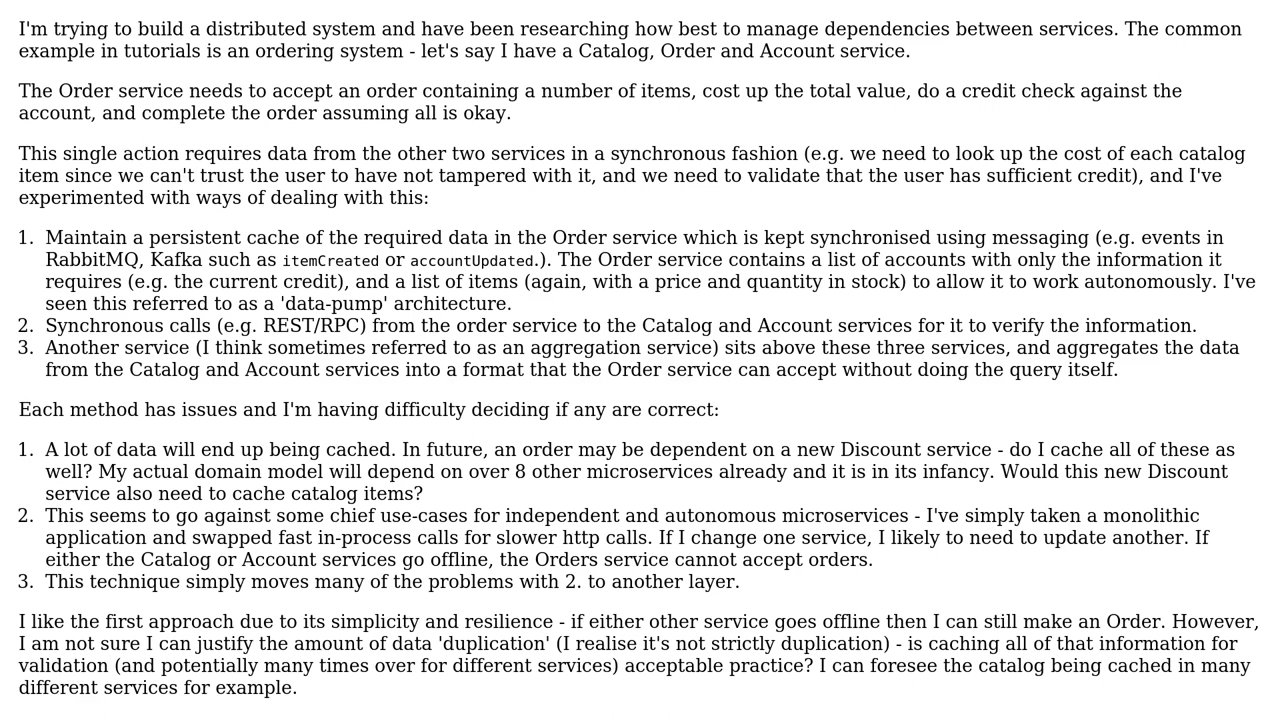 I'm trying to build a distributed system and have been researching how best to manage dependencies between services. The common
example in tutorials is an ordering system - let's say I have a Catalog, Order and Account service.
The Order service needs to accept an order containing a number of items, cost up the total value, do a credit check against the
account, and complete the order assuming all is okay.
This single action requires data from the other two services in a synchronous fashion (e.g. we need to look up the cost of each catalog
item since we can't trust the user to have not tampered with it, and we need to validate that the user has sufficient credit), and I've
experimented with ways of dealing with this:
1. Maintain a persistent cache of the required data in the Order service which is kept synchronised using messaging (e.g. events in
RabbitMQ, Kafka such as itemCreated or accountUpdated.). The Order service contains a list of accounts with only the information it
requires (e.g. the current credit), and a list of items (again, with a price and quantity in stock) to allow it to work autonomously. I've
seen this referred to as a 'data-pump' architecture.
2. Synchronous calls (e.g. REST/RPC) from the order service to the Catalog and Account services for it to verify the information.
3. Another service (I think sometimes referred to as an aggregation service) sits above these three services, and aggregates the data
from the Catalog and Account services into a format that the Order service can accept without doing the query itself.
Each method has issues and I'm having difficulty deciding if any are correct:
1. A lot of data will end up being cached. In future, an order may be dependent on a new Discount service - do I cache all of these as
well? My actual domain model will depend on over 8 other microservices already and it is in its infancy. Would this new Discount
service also need to cache catalog items?
2. This seems to go against some chief use-cases for independent and autonomous microservices - I've simply taken a monolithic
application and swapped fast in-process calls for slower http calls. If I change one service, I likely to need to update another. If
either the Catalog or Account services go offline, the Orders service cannot accept orders.
3. This technique simply moves many of the problems with 2. to another layer.
I like the first approach due to its simplicity and resilience - if either other service goes offline then I can still make an Order. However,
I am not sure I can justify the amount of data 'duplication' (I realise it's not strictly duplication) - is caching all of that information for
validation (and potentially many times over for different services) acceptable practice? I can foresee the catalog being cached in many
different services for example.